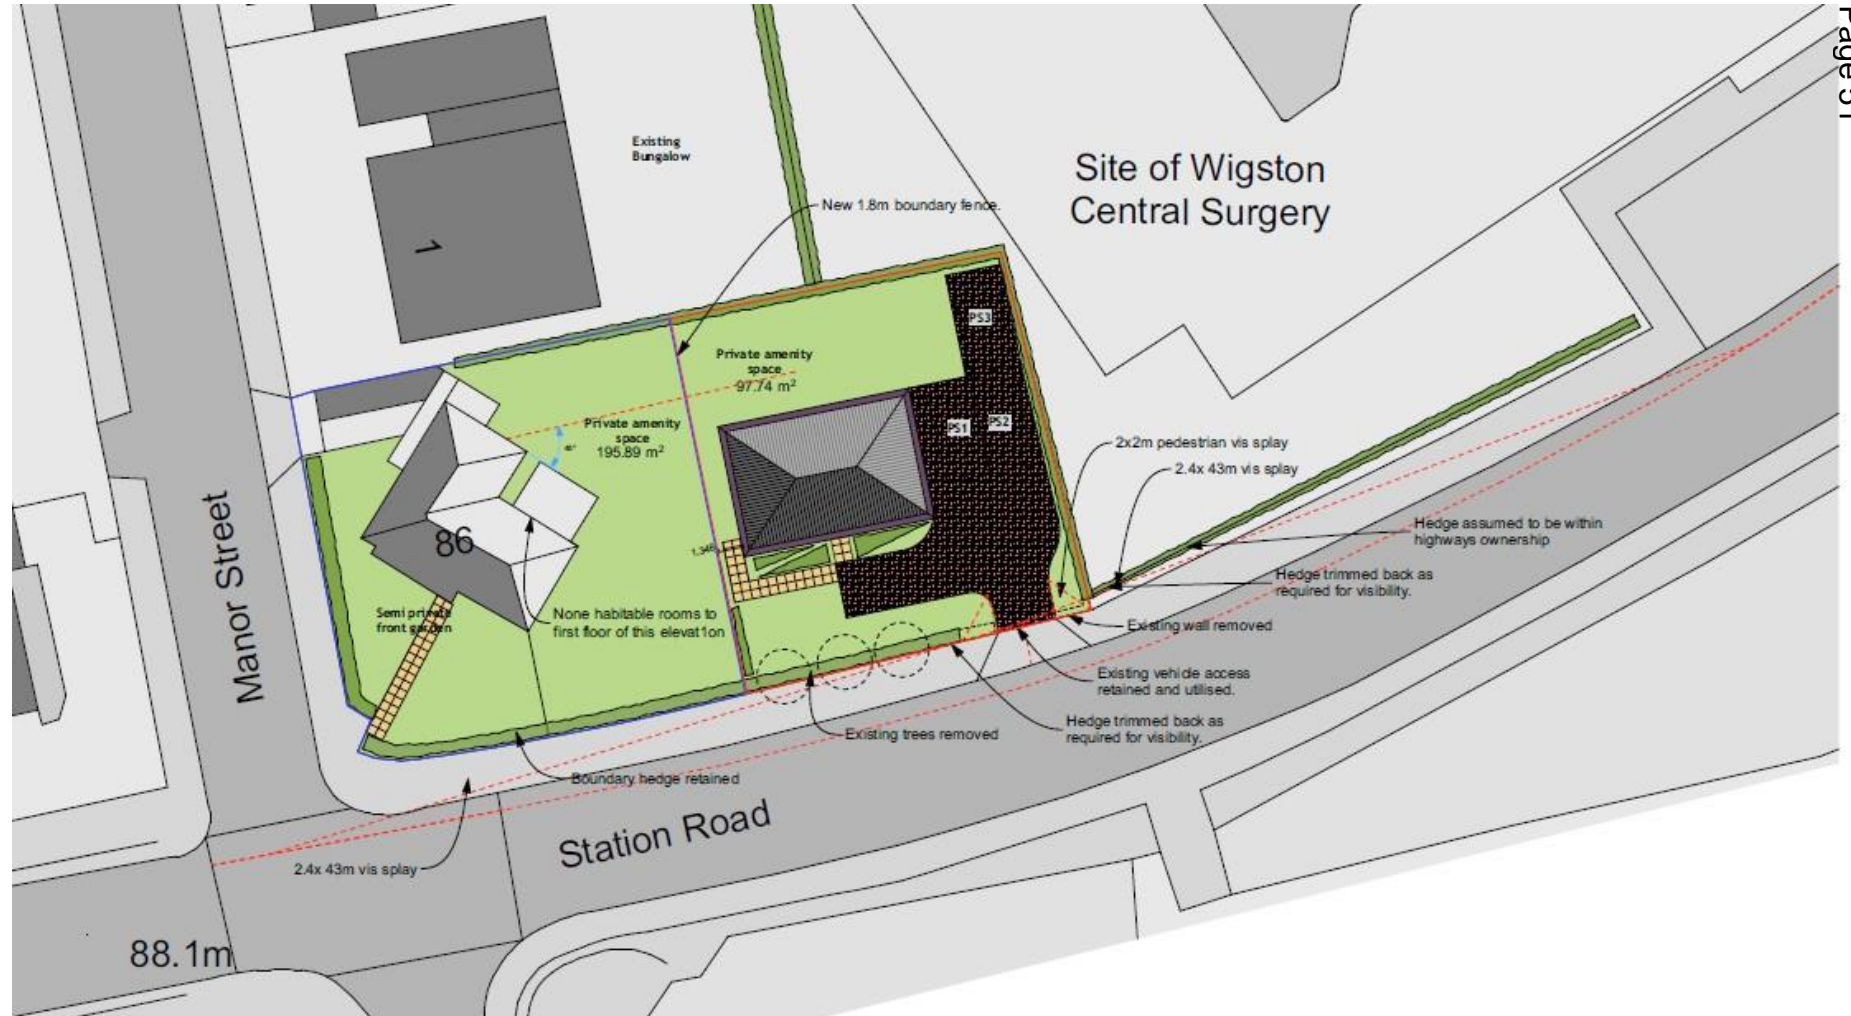 Page 51
Existing
Bungalow
Site of Wigston
Central Surgery
New 1.8m boundary fence.
1
PS3
Private amenity
space
97.74 m²
Private amenity
space
195.89 m²
PS1
PS2
2x2m pedestrian vis splay
2.4x 43m vis splay
Hedge assumed to be within
highways ownership
Manor Street
86
Hedge trimmed back as
required for visibility.
Semi private
front garden
None habitable rooms to
first floor of this elevat1on
Existing wall removed
Existing vehicle access
retained and utilised.
Hedge trimmed back as
required for visibility.
Existing trees removed
Boundary hedge retained
Station Road
2.4x 43m vis splay
88.1m